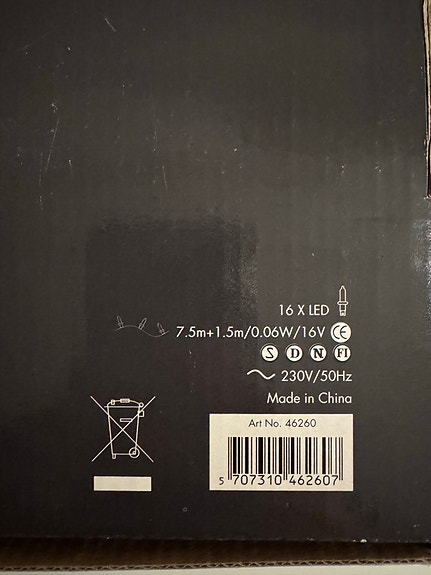 16 X LED
7.5m+1.5m/0.06W/16V CE
S D N FI
230V/50Hz
Made in China
Art No. 46260
5 707310 462607